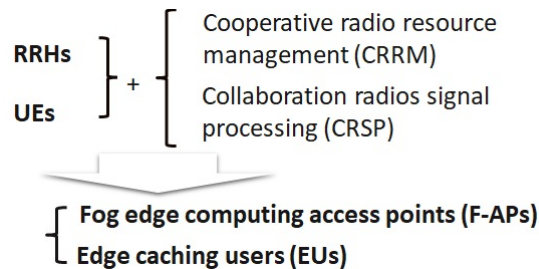 RRHs
UEs
+
Cooperative radio resource
management (CRRM)
Collaboration radios signal
processing (CRSP)
Fog edge computing access points (F-APs)
Edge caching users (EUs)